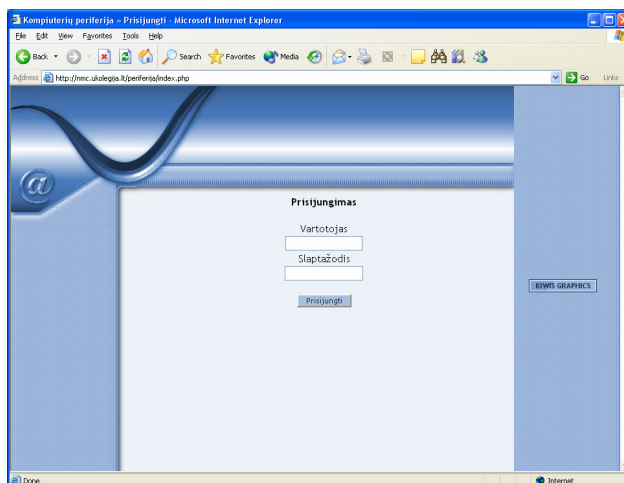 Kompiuterių periferija » Prisijungti - Microsoft Internet Explorer
File Edit View Favorites Tools Help
Back Search Favorites Media
Address http://nmc.ukolegija.lt/periferija/index.php Go Links
@
Prisijungimas
Vartotojas
Slaptažodis
KIWIS GRAPHICS
Prisijungti
Done Internet